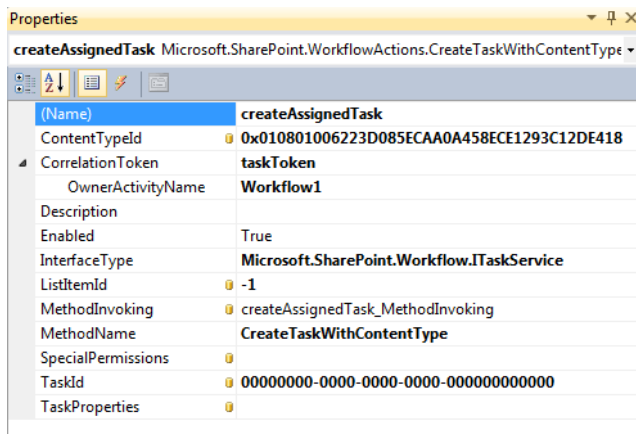 Properties
createAssignedTask Microsoft.SharePoint.WorkflowActions.CreateTaskWithContentType
(Name) createAssignedTask
ContentTypeId 0x010801006223D085ECAA0A458ECE1293C12DE418
CorrelationToken taskToken
OwnerActivityName Workflow1
Description
Enabled True
InterfaceType Microsoft.SharePoint.Workflow.ITaskService
ListItemId -1
MethodInvoking createAssignedTask_MethodInvoking
MethodName CreateTaskWithContentType
SpecialPermissions
TaskId 00000000-0000-0000-0000-000000000000
TaskProperties